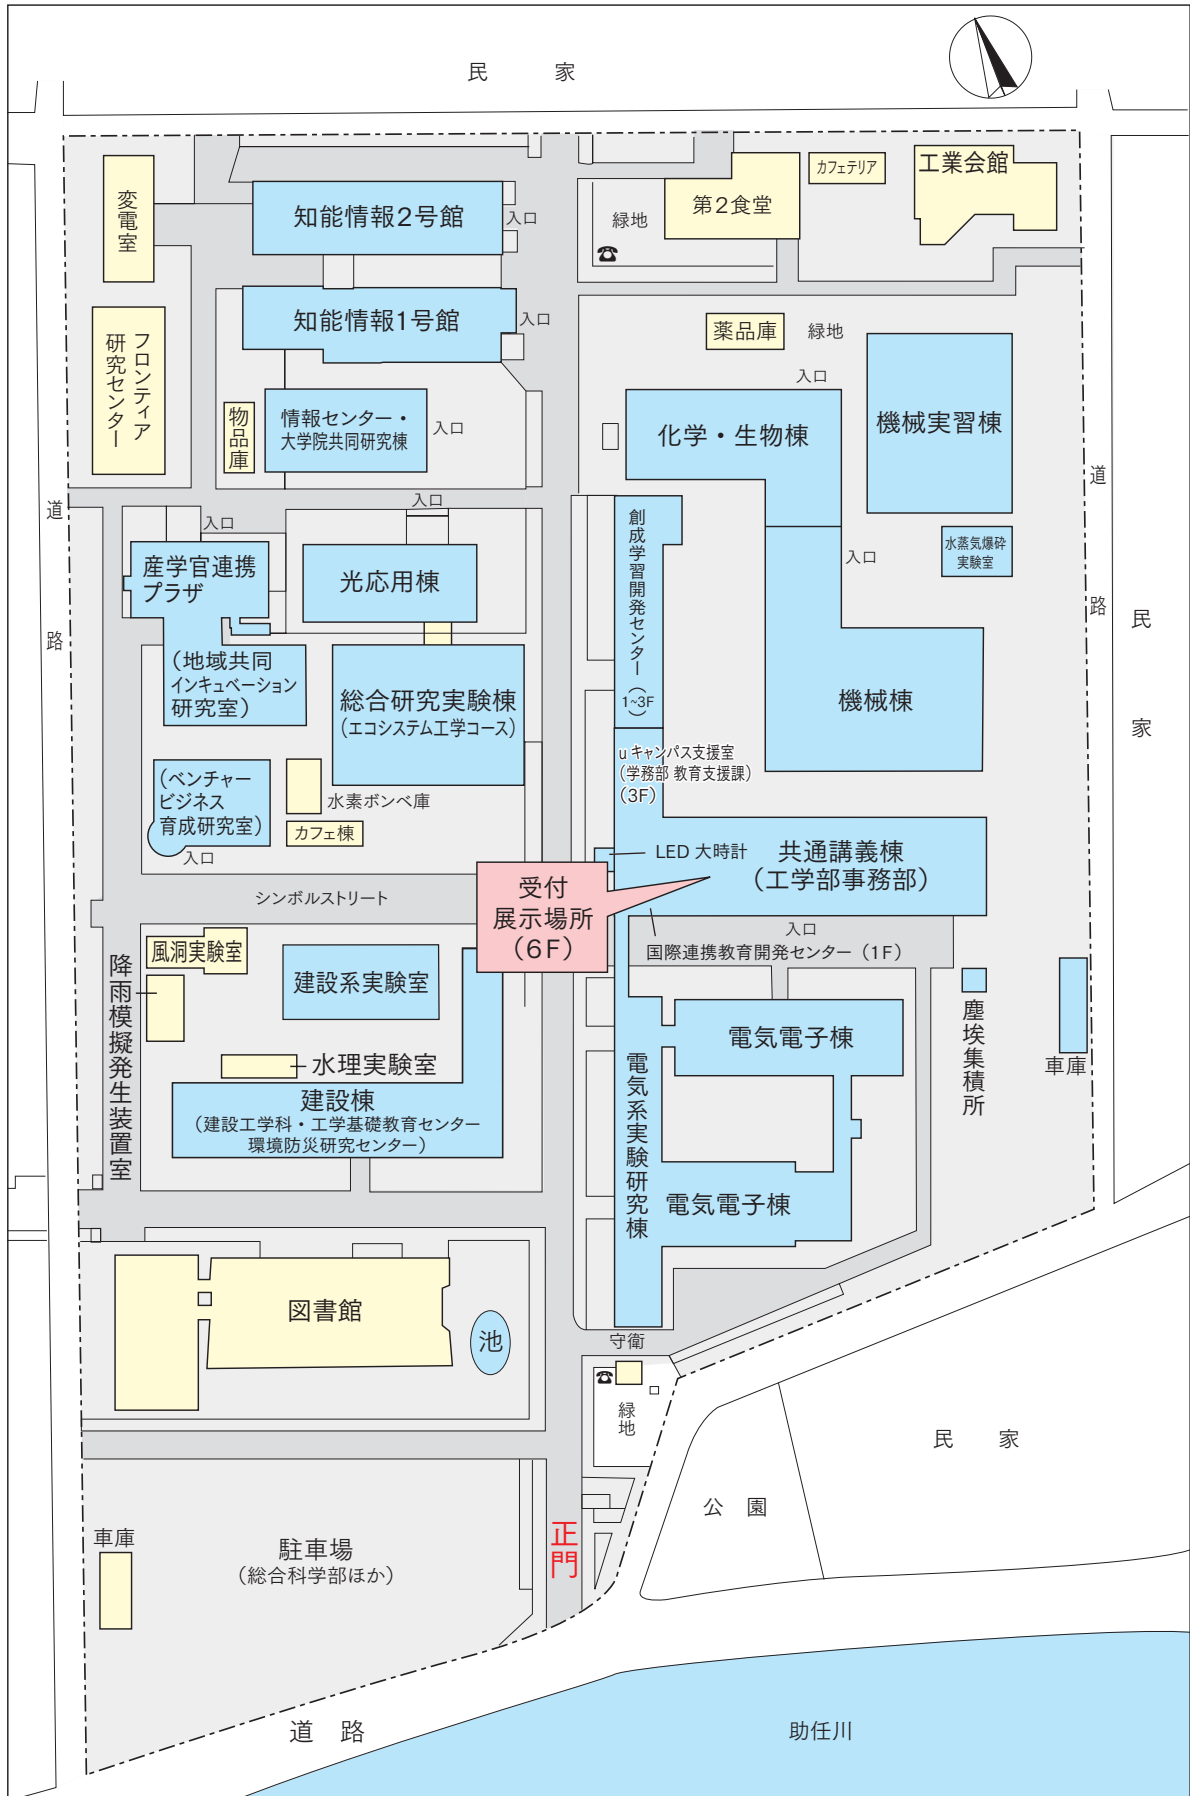 民　家
変電室
知能情報2号館
入口
緑地
第2食堂
カフェテリア
工業会館
フロンティア
研究センター
知能情報1号館
入口
薬品庫
緑地
入口
機械実習棟
物品庫
情報センター・
大学院共同研究棟
入口
化学・生物棟
道　路
道　路
入口
入口
産学官連携
プラザ
光応用棟
創成学習開発センター
（1~3F）
入口
水蒸気爆砕
実験室
民　家
（地域共同
インキュベーション
研究室）
総合研究実験棟
（エコシステム工学コース）
機械棟
u キャンパス支援室
（学務部 教育支援課）
（3F）
（ベンチャー
ビジネス
育成研究室）
入口
水素ボンベ庫
カフェ棟
LED 大時計
共通講義棟
（工学部事務部）
シンボルストリート
受付
展示場所
（6F）
入口
国際連携教育開発センター（1F）
風洞実験室
降雨模擬発生装置室
建設系実験室
水理実験室
建設棟
（建設工学科・工学基礎教育センター
環境防災研究センター）
電気系実験研究棟
電気電子棟
塵埃集積所
車庫
電気電子棟
図書館
池
守衛
緑地
民　家
公　園
正門
車庫
駐車場
（総合科学部ほか）
道　路
助任川